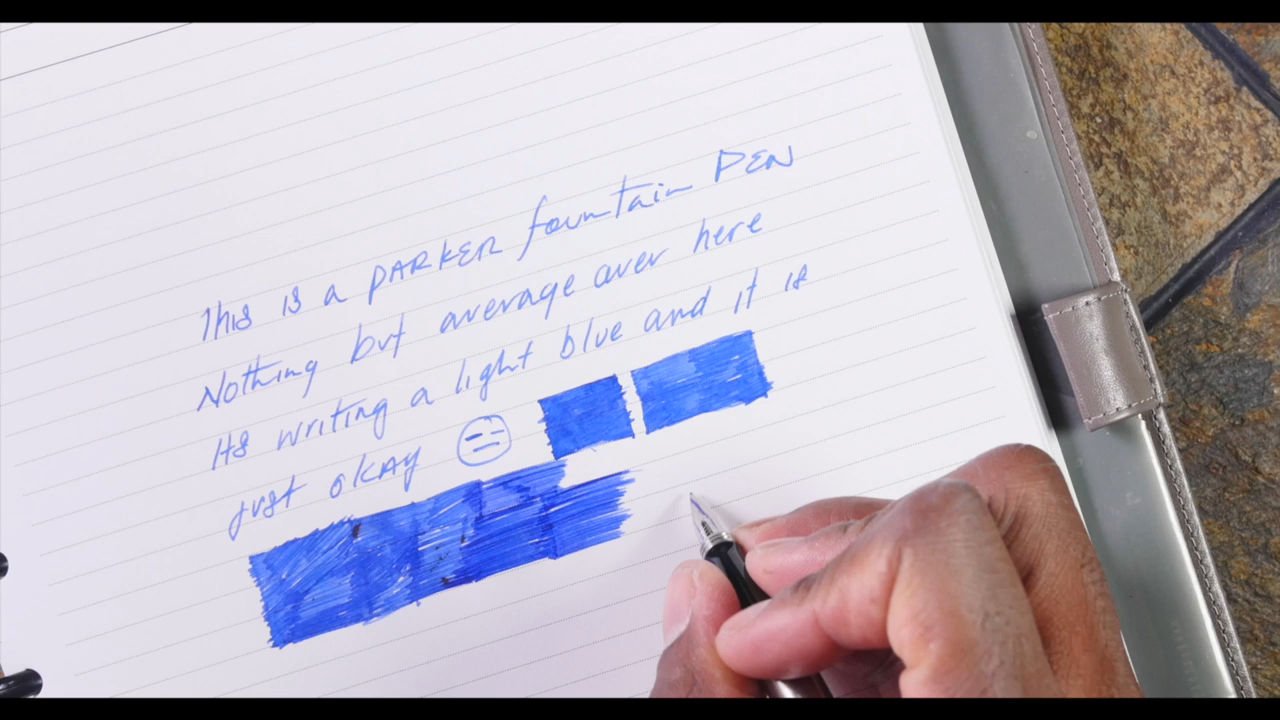 This is a PARKER fountain PEN
Nothing but average over here
Its writing a light blue and it is
just okay